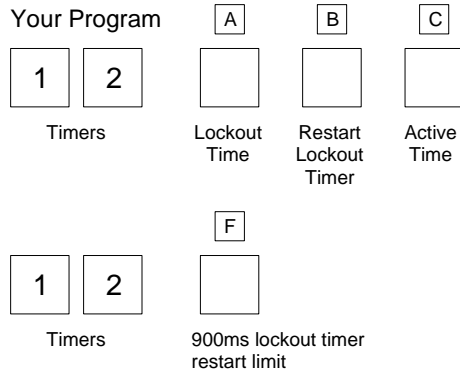 Your Program A B C
1 2
Timers Lockout Time Restart Lockout Timer Active Time
F
1 2
Timers 900ms lockout timer restart limit